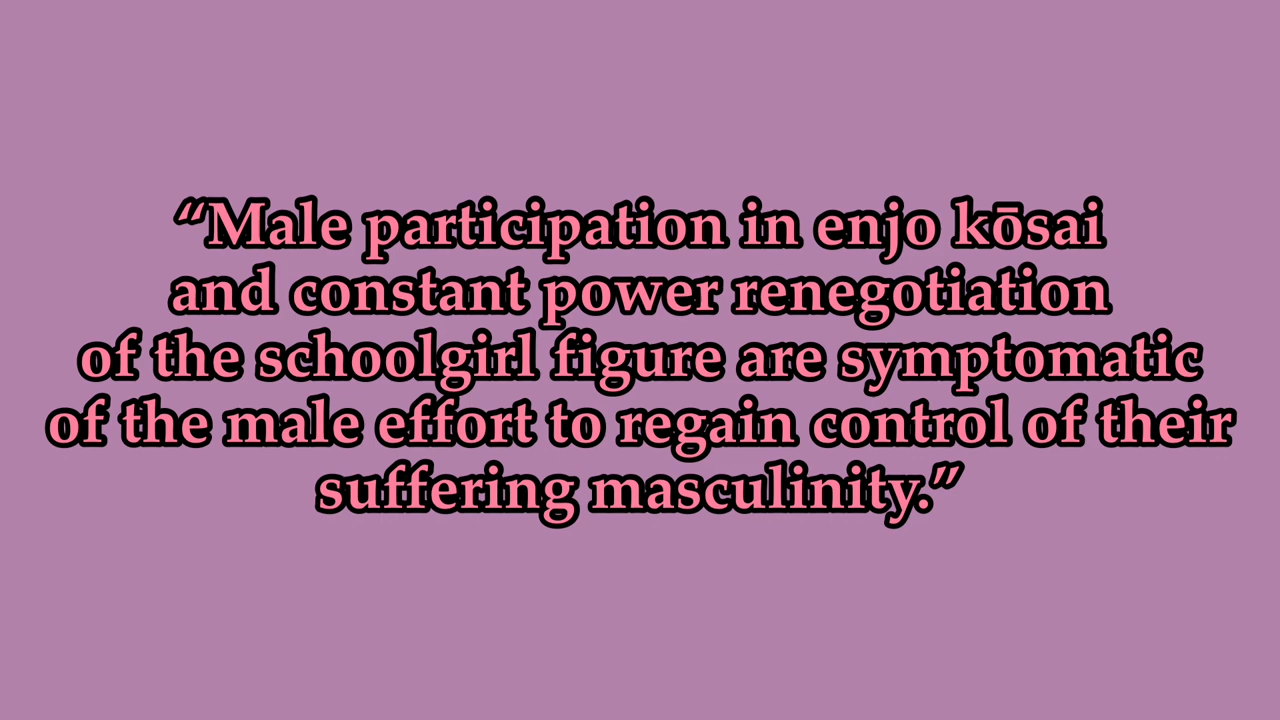 “Male participation in enjo kōsai
and constant power renegotiation
of the schoolgirl figure are symptomatic
of the male effort to regain control of their
suffering masculinity.”